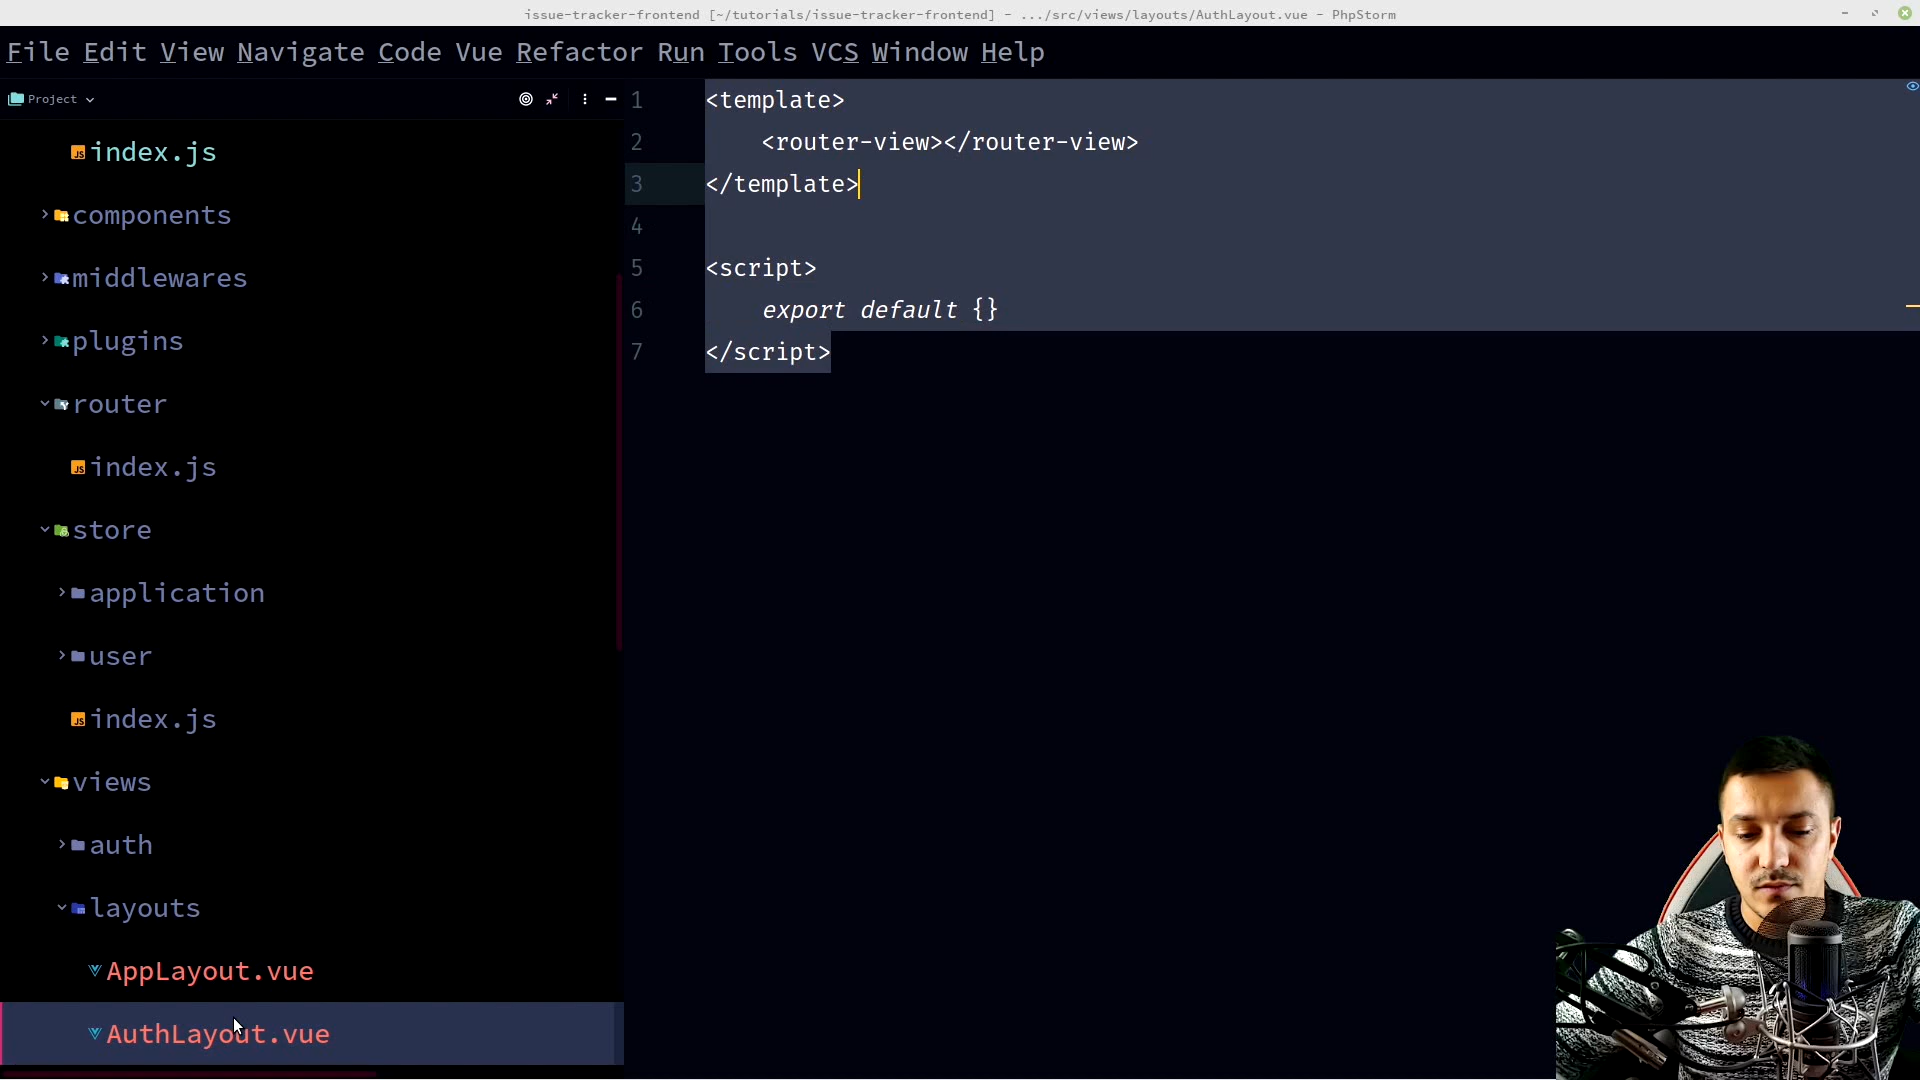 issue-tracker-frontend [~/tutorials/issue-tracker-frontend] – .../src/views/layouts/AuthLayout.vue – PhpStorm
File Edit View Navigate Code Vue Refactor Run Tools VCS Window Help
Project
index.js
components
middlewares
plugins
router
index.js
store
application
user
index.js
views
auth
layouts
AppLayout.vue
AuthLayout.vue
1 <template>
2 <router-view></router-view>
3 </template>
4
5 <script>
6 export default {}
7 </script>